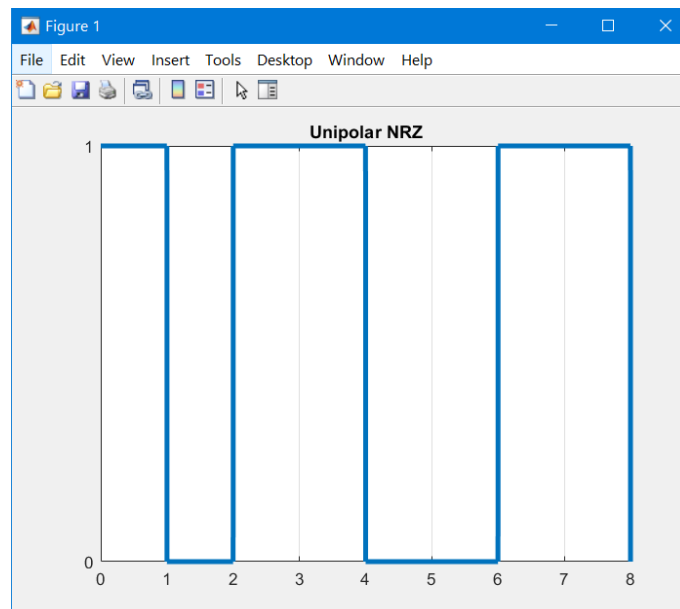 Figure 1
File Edit View Insert Tools Desktop Window Help
Unipolar NRZ
1
0
0 1 2 3 4 5 6 7 8